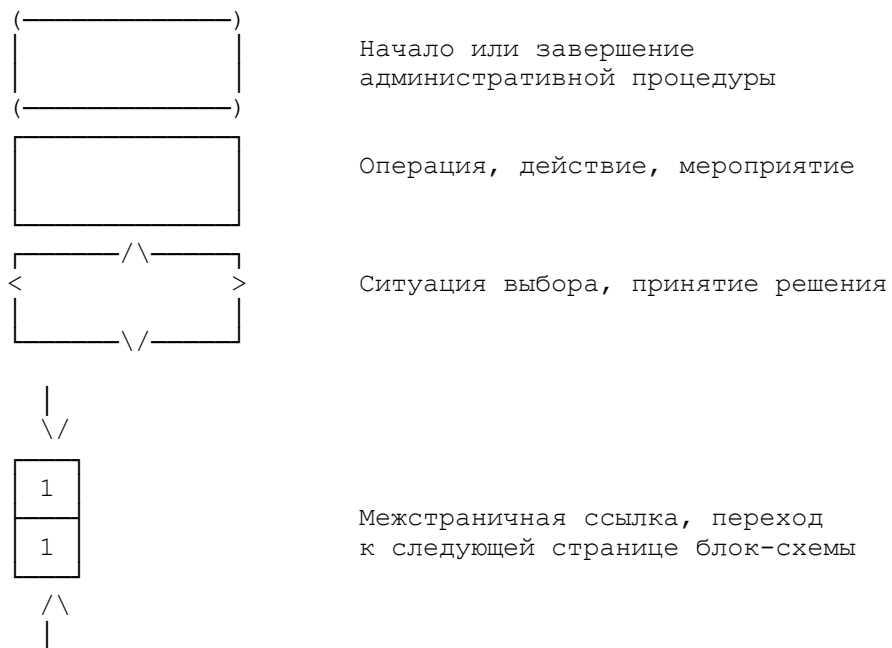 Начало или завершение
административной процедуры
Операция, действие, мероприятие
Ситуация выбора, принятие решения
1
1
Межстраничная ссылка, переход
к следующей странице блок-схемы